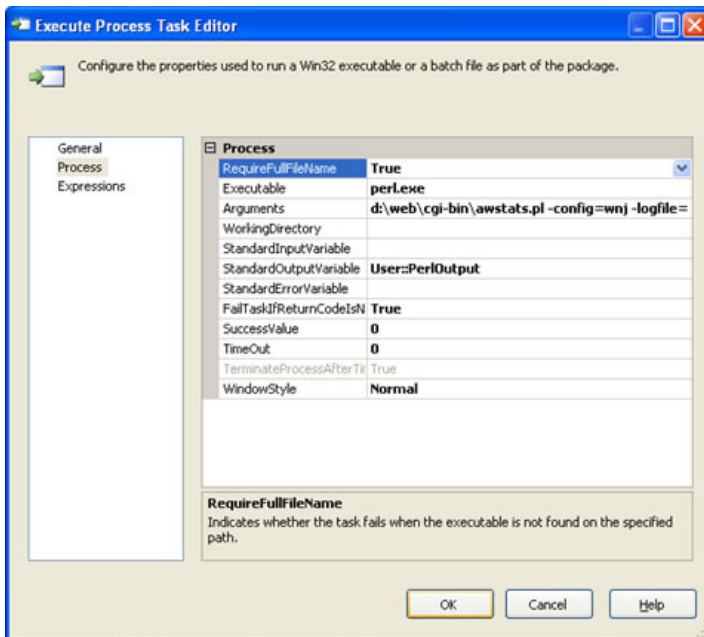 Execute Process Task Editor
Configure the properties used to run a Win32 executable or a batch file as part of the package.
General
Process
Expressions
Process
RequireFullFileName True
Executable perl.exe
Arguments d:\web\cgi-bin\awstats.pl -config=wnj -logfile=
WorkingDirectory
StandardInputVariable
StandardOutputVariable User::PerlOutput
StandardErrorVariable
FailTaskIfReturnCodeIsN True
SuccessValue 0
TimeOut 0
TerminateProcessAfterTir True
WindowStyle Normal
RequireFullFileName
Indicates whether the task fails when the executable is not found on the specified
path.
OK Cancel Help